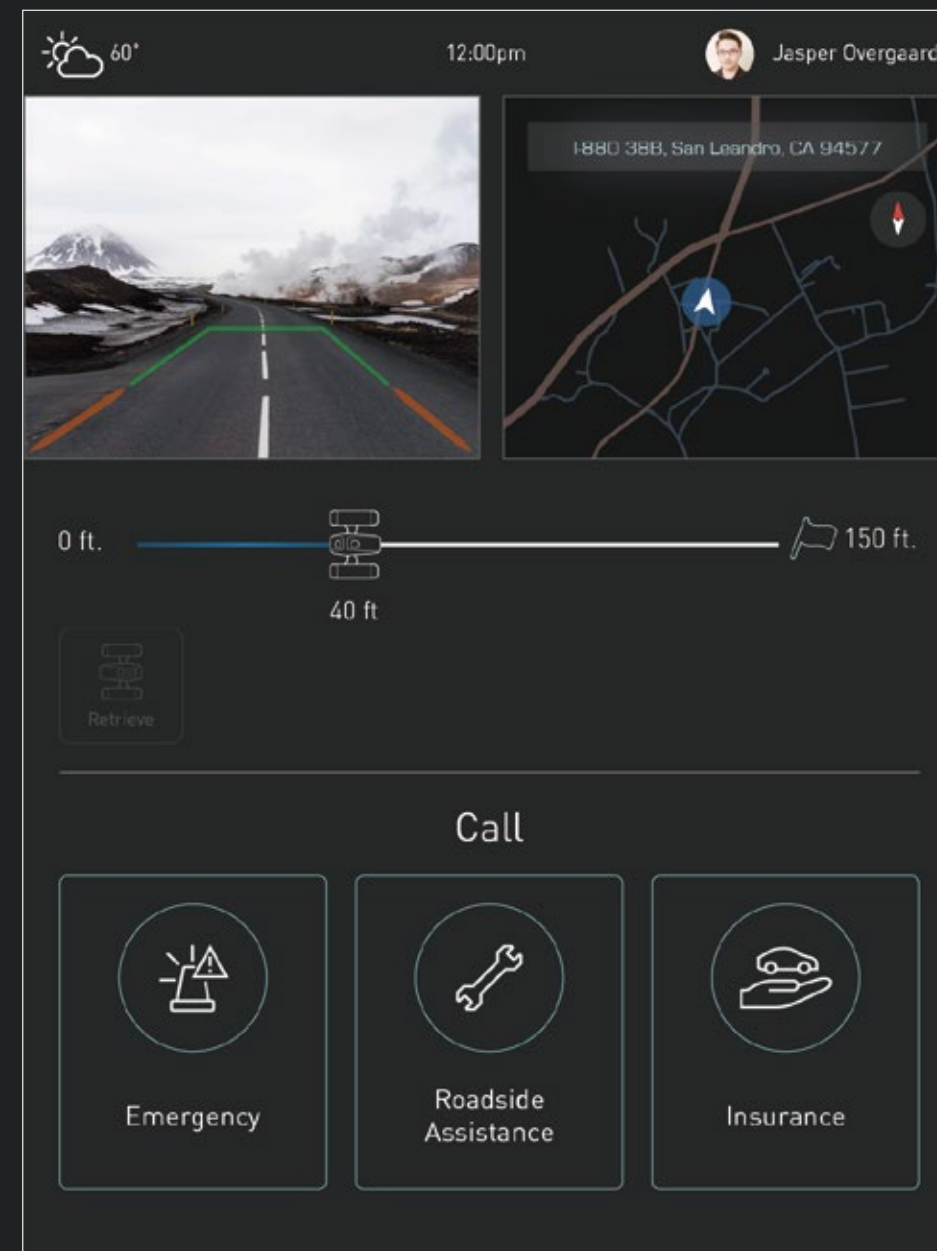 60°
12:00pm
Jasper Overgaard
I-880 38B, San Leandro, CA 94577
0 ft.
150 ft.
40 ft
Retrieve
Call
Emergency
Roadside
Assistance
Insurance